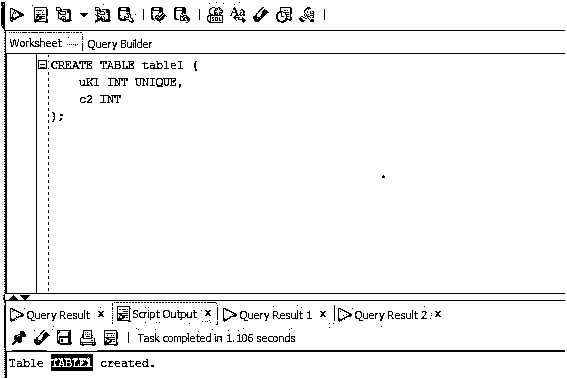 Worksheet Query Builder
CREATE TABLE table1 (
uK1 INT UNIQUE,
c2 INT
);
Query Result x Script Output x Query Result 1 x Query Result 2 x
Task completed in 1.106 seconds
Table TABLE1 created.